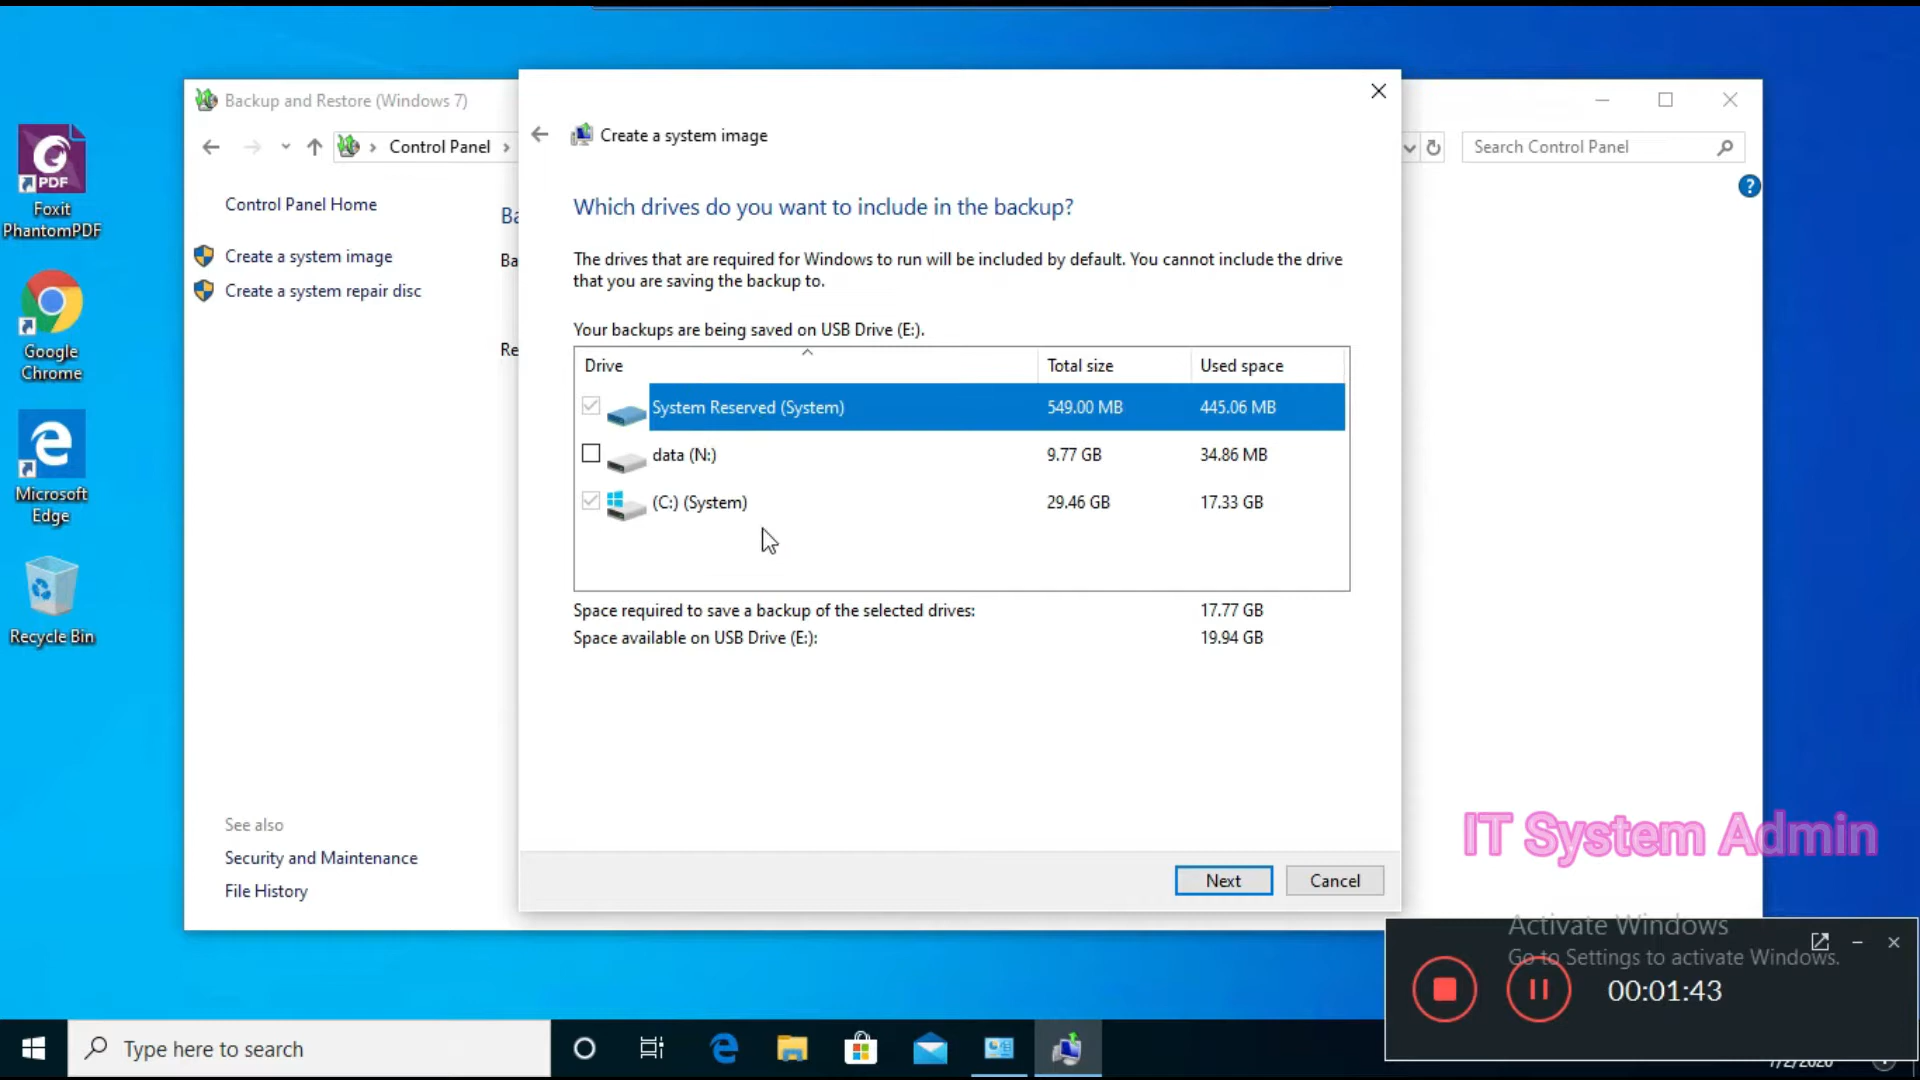 Backup and Restore (Windows 7)
Control Panel
Search Control Panel
Control Panel Home
Create a system image
Create a system repair disc
Ba
Ba
Re
See also
Security and Maintenance
File History
Create a system image
Which drives do you want to include in the backup?
The drives that are required for Windows to run will be included by default. You cannot include the drive
that you are saving the backup to.
Your backups are being saved on USB Drive (E:).
Drive Total size Used space
System Reserved (System) 549.00 MB 445.06 MB
data (N:) 9.77 GB 34.86 MB
(C:) (System) 29.46 GB 17.33 GB
Space required to save a backup of the selected drives: 17.77 GB
Space available on USB Drive (E:): 19.94 GB
Next Cancel
PDF
Foxit
PhantomPDF
Google
Chrome
Microsoft
Edge
Recycle Bin
IT System Admin
Activate Windows
Go to Settings to activate Windows.
00:01:43
Type here to search